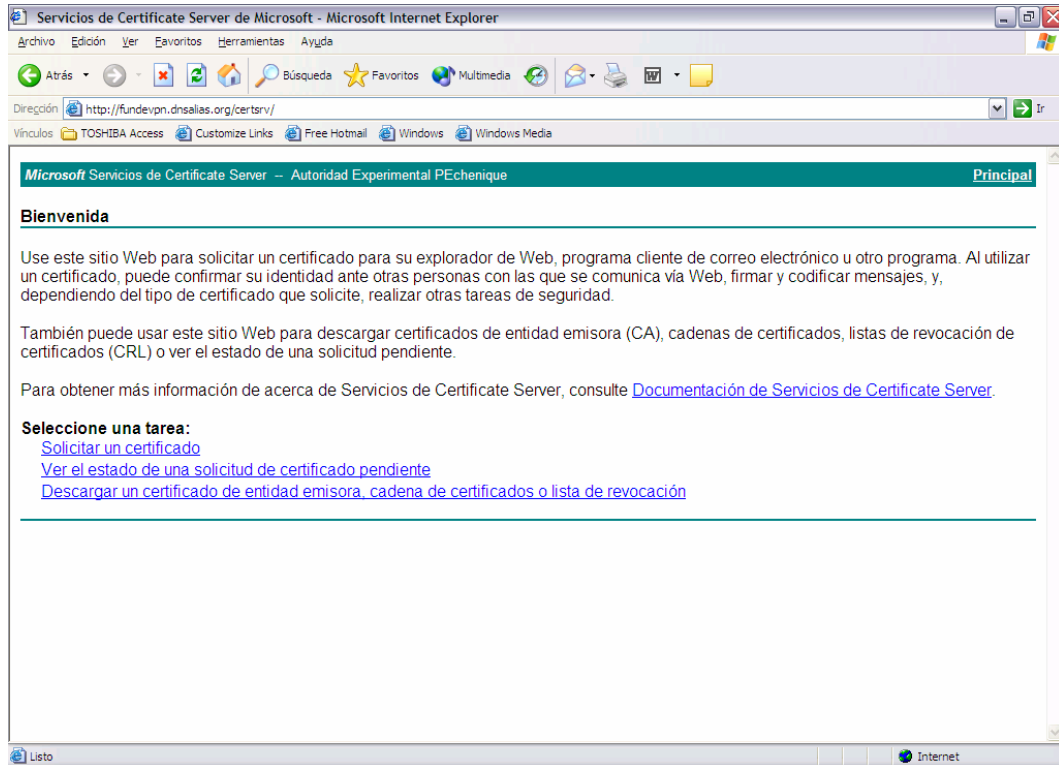 Servicios de Certificate Server de Microsoft - Microsoft Internet Explorer
Archivo Edición Ver Favoritos Herramientas Ayuda
Atrás Búsqueda Favoritos Multimedia
Dirección http://fundevpn.dnsalias.org/certsrv/ Ir
Vínculos TOSHIBA Access Customize Links Free Hotmail Windows Windows Media
Microsoft Servicios de Certificate Server -- Autoridad Experimental PEchenique Principal
Bienvenida
Use este sitio Web para solicitar un certificado para su explorador de Web, programa cliente de correo electrónico u otro programa. Al utilizar
un certificado, puede confirmar su identidad ante otras personas con las que se comunica vía Web, firmar y codificar mensajes, y,
dependiendo del tipo de certificado que solicite, realizar otras tareas de seguridad.
También puede usar este sitio Web para descargar certificados de entidad emisora (CA), cadenas de certificados, listas de revocación de
certificados (CRL) o ver el estado de una solicitud pendiente.
Para obtener más información de acerca de Servicios de Certificate Server, consulte Documentación de Servicios de Certificate Server.
Seleccione una tarea:
Solicitar un certificado
Ver el estado de una solicitud de certificado pendiente
Descargar un certificado de entidad emisora, cadena de certificados o lista de revocación
Listo Internet